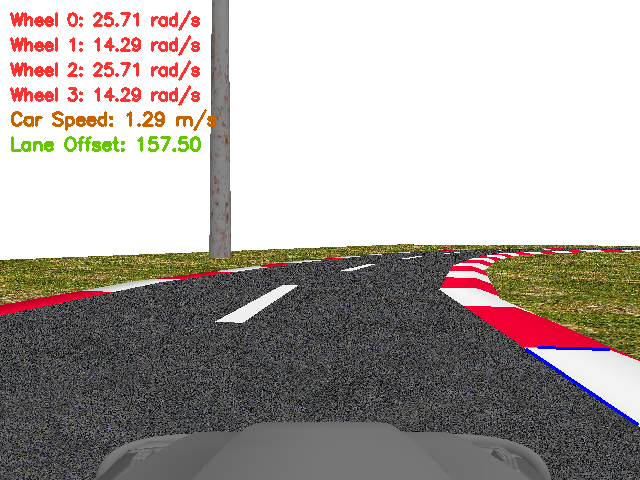 Wheel 0: 25.71 rad/s
Wheel 1: 14.29 rad/s
Wheel 2: 25.71 rad/s
Wheel 3: 14.29 rad/s
Car Speed: 1.29 m/s
Lane Offset: 157.50